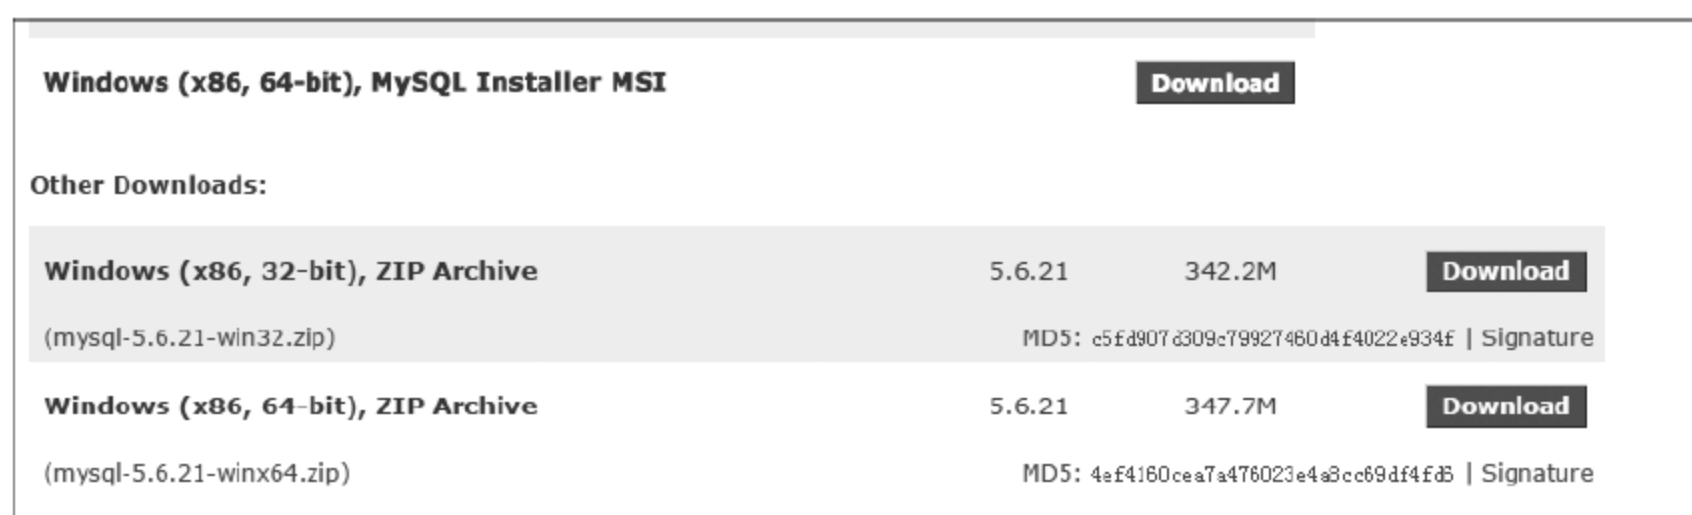 Windows (x86, 64-bit), MySQL Installer MSI Download
Other Downloads:
Windows (x86, 32-bit), ZIP Archive 5.6.21 342.2M Download
(mysql-5.6.21-win32.zip) MD5: c5fd907d309c79927460d4f4022e934f | Signature
Windows (x86, 64-bit), ZIP Archive 5.6.21 347.7M Download
(mysql-5.6.21-winx64.zip) MD5: 4ef4160cea7a476023e4a8cc69df4fd6 | Signature